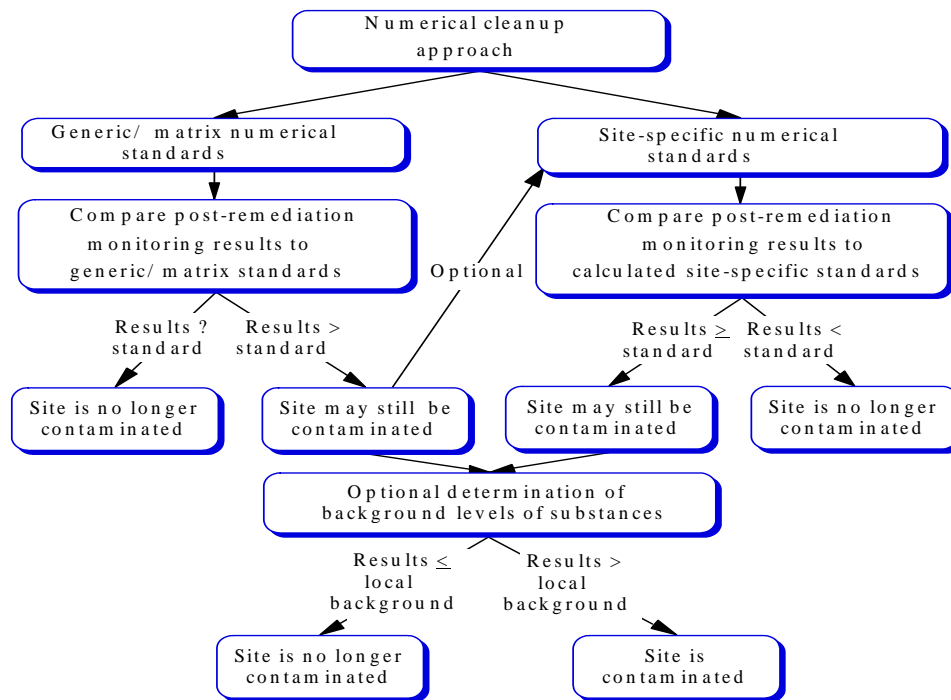 Numerical cleanup
approach
Generic/ matrix numerical
standards
Site-specific numerical
standards
Compare post-remediation
monitoring results to
generic/ matrix standards
Compare post-remediation
monitoring results to
calculated site-specific standards
Optional
Results ?
standard
Results >
standard
Results ≥
standard
Results <
standard
Site is no longer
contaminated
Site may still be
contaminated
Site may still be
contaminated
Site is no longer
contaminated
Optional determination of
background levels of substances
Results ≤
local
background
Results >
local
background
Site is no longer
contaminated
Site is
contaminated